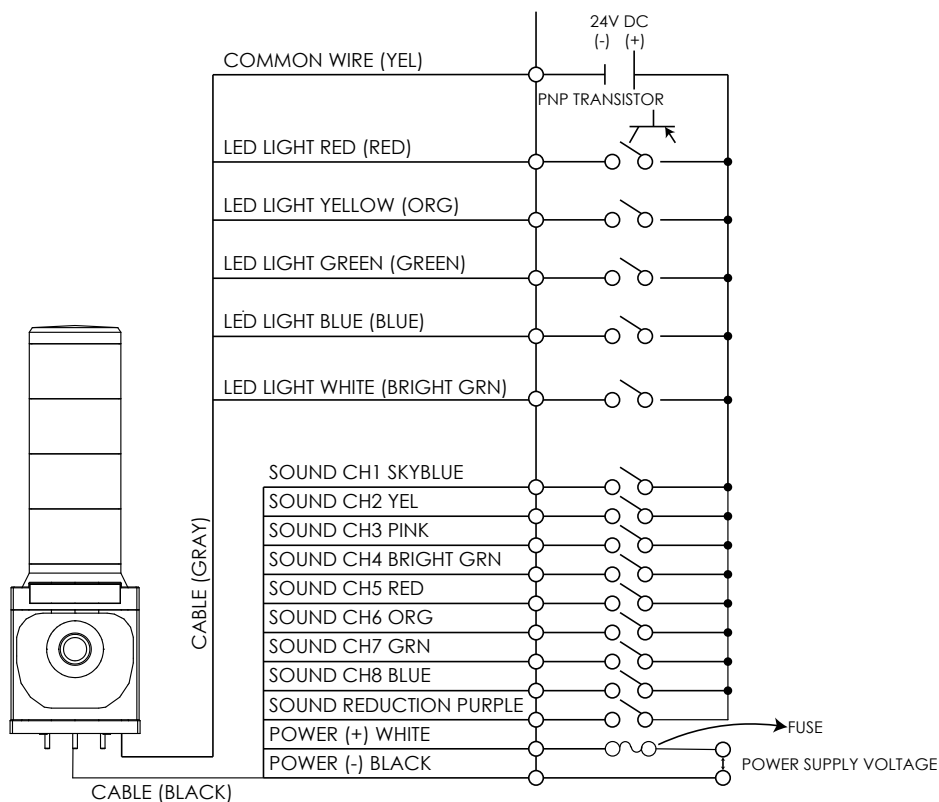 24V DC
(-) (+)
COMMON WIRE (YEL)
PNP TRANSISTOR
LED LIGHT RED (RED)
LED LIGHT YELLOW (ORG)
LED LIGHT GREEN (GREEN)
LED LIGHT BLUE (BLUE)
LED LIGHT WHITE (BRIGHT GRN)
CABLE (GRAY)
SOUND CH1 SKYBLUE
SOUND CH2 YEL
SOUND CH3 PINK
SOUND CH4 BRIGHT GRN
SOUND CH5 RED
SOUND CH6 ORG
SOUND CH7 GRN
SOUND CH8 BLUE
SOUND REDUCTION PURPLE
POWER (+) WHITE
FUSE
POWER (-) BLACK
POWER SUPPLY VOLTAGE
CABLE (BLACK)